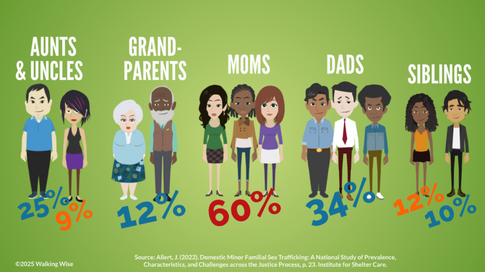 AUNTS
& UNCLES
GRAND-
PARENTS
MOMS
DADS
SIBLINGS
25%
9%
12%
60%
34%
12%
10%
©2025 Walking Wise
Source: Allert, J. (2022). Domestic Minor Familial Sex Trafficking: A National Study of Prevalence,
Characteristics, and Challenges across the Justice Process, p. 23. Institute for Shelter Care.